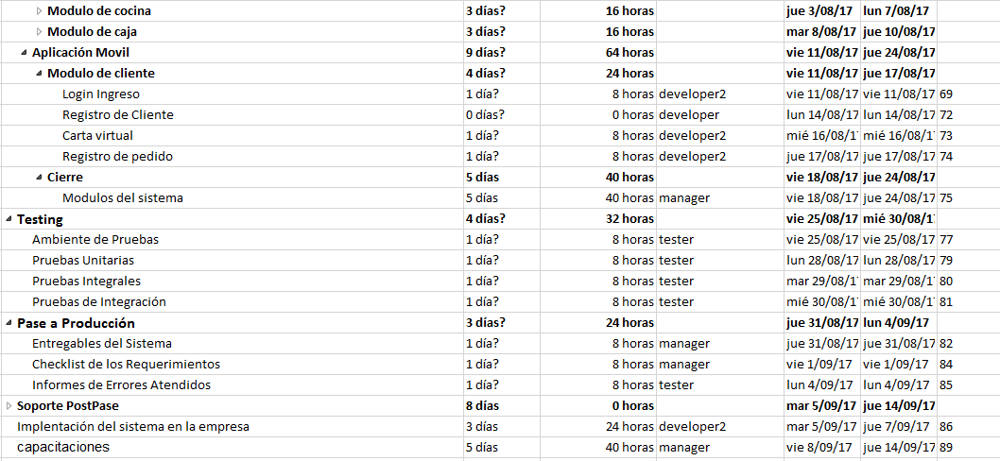 Modulo de cocina 3 días? 16 horas jue 3/08/17 lun 7/08/17
Modulo de caja 3 días? 16 horas mar 8/08/17 jue 10/08/17
Aplicación Movil 9 días? 64 horas vie 11/08/17 jue 24/08/17
Modulo de cliente 4 días? 24 horas vie 11/08/17 jue 17/08/17
Login Ingreso 1 día? 8 horas developer2 vie 11/08/17 vie 11/08/17 69
Registro de Cliente 0 días? 0 horas developer lun 14/08/17 lun 14/08/17 72
Carta virtual 1 día? 8 horas developer2 mié 16/08/1 mié 16/08/1 73
Registro de pedido 1 día? 8 horas developer2 jue 17/08/17 jue 17/08/17 74
Cierre 5 días 40 horas vie 18/08/17 jue 24/08/17
Modulos del sistema 5 días 40 horas manager vie 18/08/17 jue 24/08/17 75
Testing 4 días? 32 horas vie 25/08/17 mié 30/08/1
Ambiente de Pruebas 1 día? 8 horas tester vie 25/08/17 vie 25/08/17 77
Pruebas Unitarias 1 día? 8 horas tester lun 28/08/17 lun 28/08/17 79
Pruebas Integrales 1 día? 8 horas tester mar 29/08/1 mar 29/08/1 80
Pruebas de Integración 1 día? 8 horas tester mié 30/08/1 mié 30/08/1 81
Pase a Producción 3 días? 24 horas jue 31/08/17 lun 4/09/17
Entregables del Sistema 1 día? 8 horas manager jue 31/08/17 jue 31/08/17 82
Checklist de los Requerimientos 1 día? 8 horas manager vie 1/09/17 vie 1/09/17 84
Informes de Errores Atendidos 1 día? 8 horas tester lun 4/09/17 lun 4/09/17 85
Soporte PostPase 8 días 0 horas mar 5/09/17 jue 14/09/17
Implentación del sistema en la empresa 3 días 24 horas developer2 mar 5/09/17 jue 7/09/17 86
capacitaciones 5 días 40 horas manager vie 8/09/17 jue 14/09/17 89